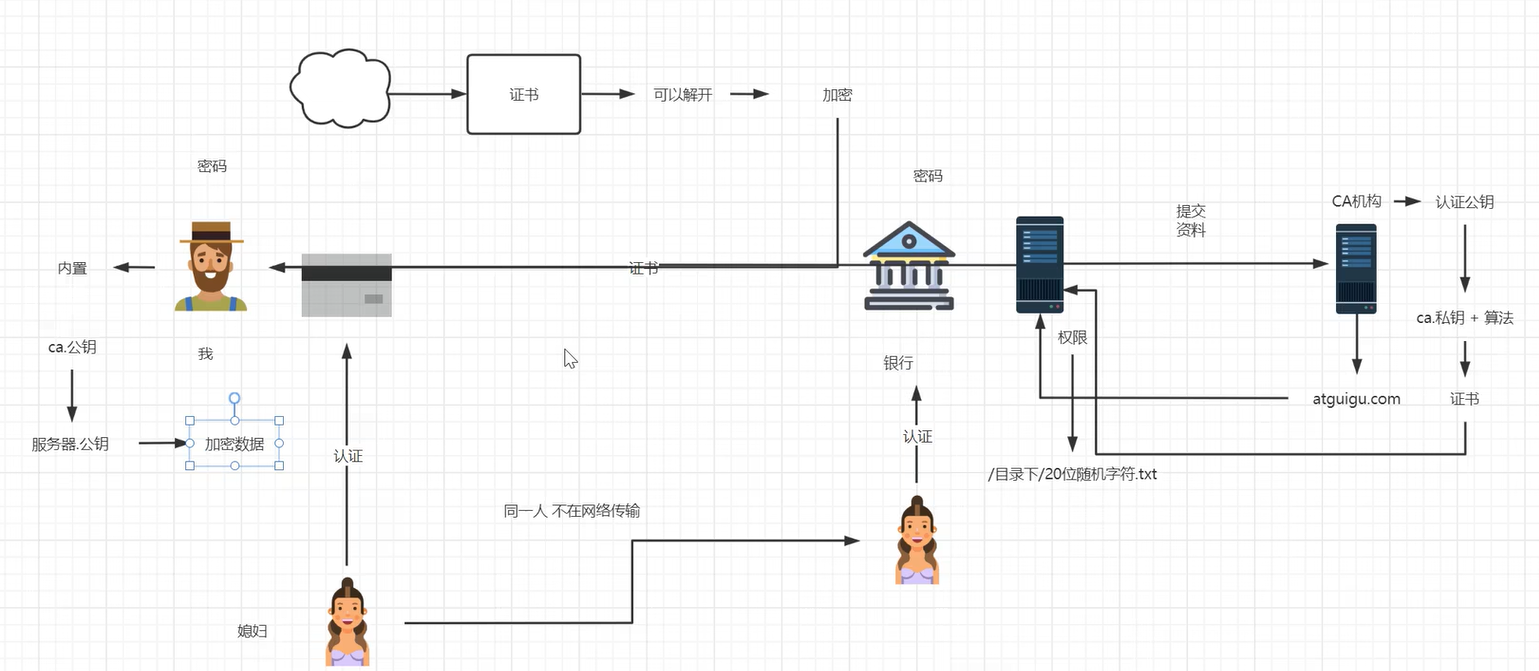 证书
可以解开
加密
密码
密码
提交
资料
CA机构
认证公钥
内置
证书
ca.公钥
我
银行
权限
ca.私钥 + 算法
atguigu.com
证书
服务器.公钥
加密数据
认证
认证
/目录下/20位随机字符.txt
同一人 不在网络传输
媳妇